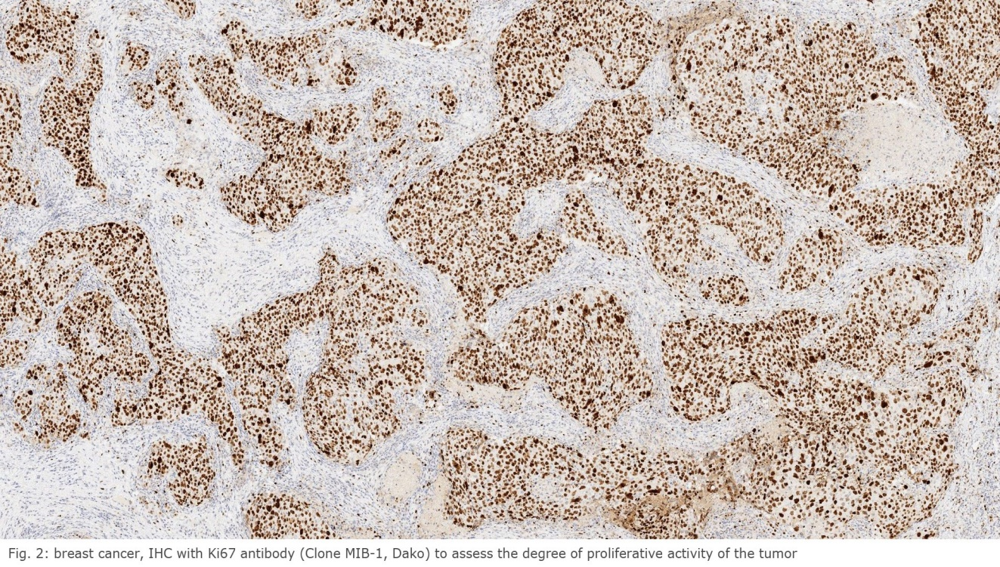 Fig. 2: breast cancer, IHC with Ki67 antibody (Clone MIB-1, Dako) to assess the degree of proliferative activity of the tumor